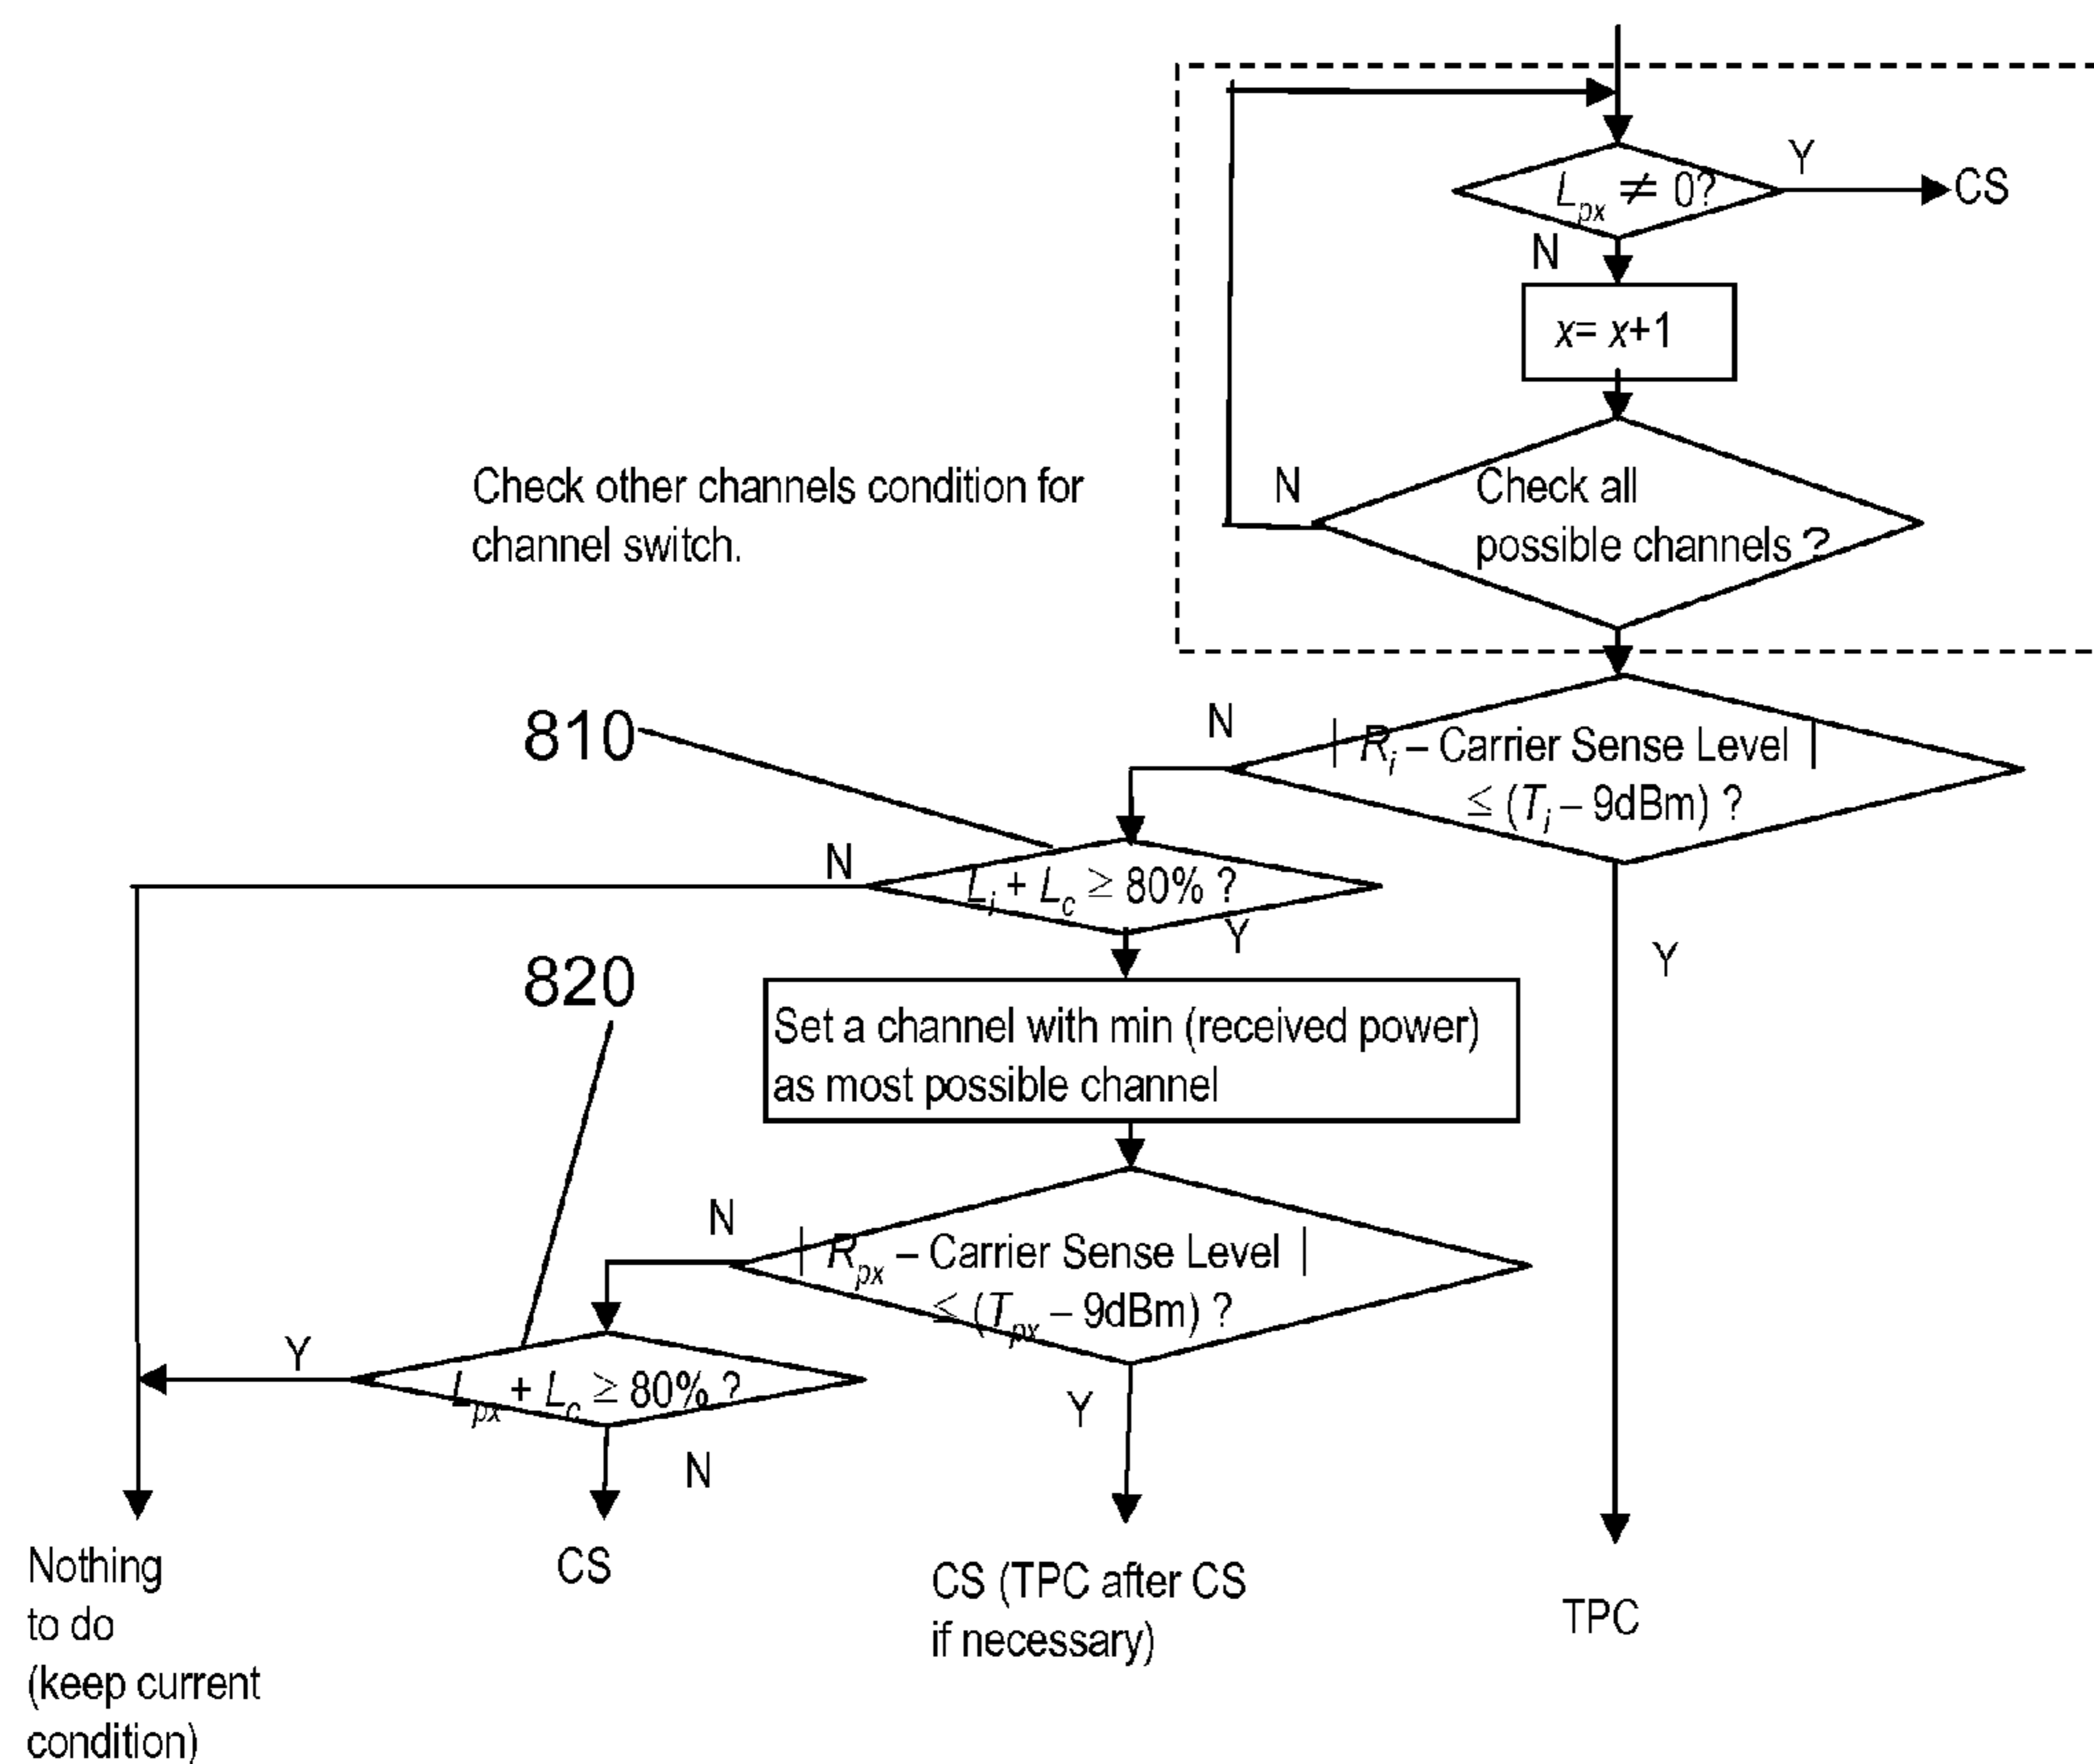 Y
L_px ≠ 0?
CS
N
x= x+1
Check other channels condition for
channel switch.
N
Check all
possible channels ?
810
N
| R_i – Carrier Sense Level |
≤ (T_i – 9dBm) ?
N
L_i + L_c ≥ 80% ?
Y
Y
820
Set a channel with min (received power)
as most possible channel
N
| R_px – Carrier Sense Level |
≤ (T_px – 9dBm) ?
Y
L_px + L_c ≥ 80% ?
Y
N
Nothing
to do
(keep current
condition)
CS
CS (TPC after CS
if necessary)
TPC